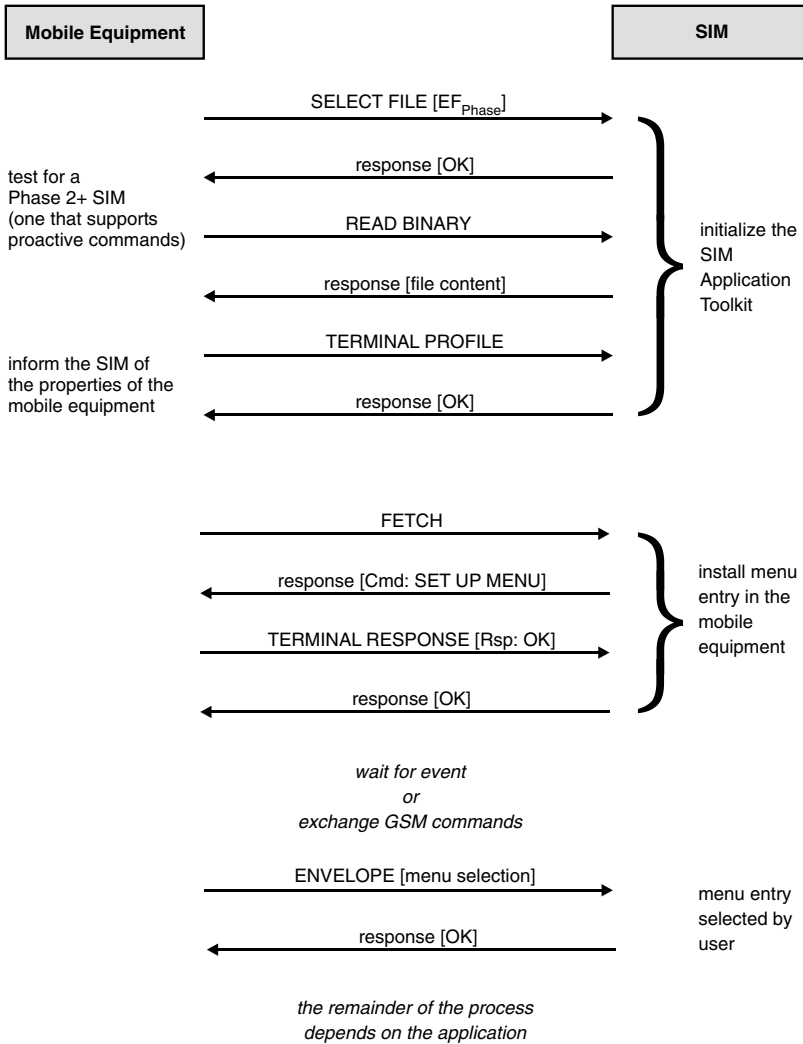 Mobile Equipment
SIM
SELECT FILE [EFPhase]
response [OK]
test for a
Phase 2+ SIM
(one that supports
proactive commands)
READ BINARY
response [file content]
initialize the
SIM
Application
Toolkit
TERMINAL PROFILE
inform the SIM of
the properties of the
mobile equipment
response [OK]
FETCH
response [Cmd: SET UP MENU]
TERMINAL RESPONSE [Rsp: OK]
response [OK]
install menu
entry in the
mobile
equipment
wait for event
or
exchange GSM commands
ENVELOPE [menu selection]
response [OK]
menu entry
selected by
user
the remainder of the process
depends on the application